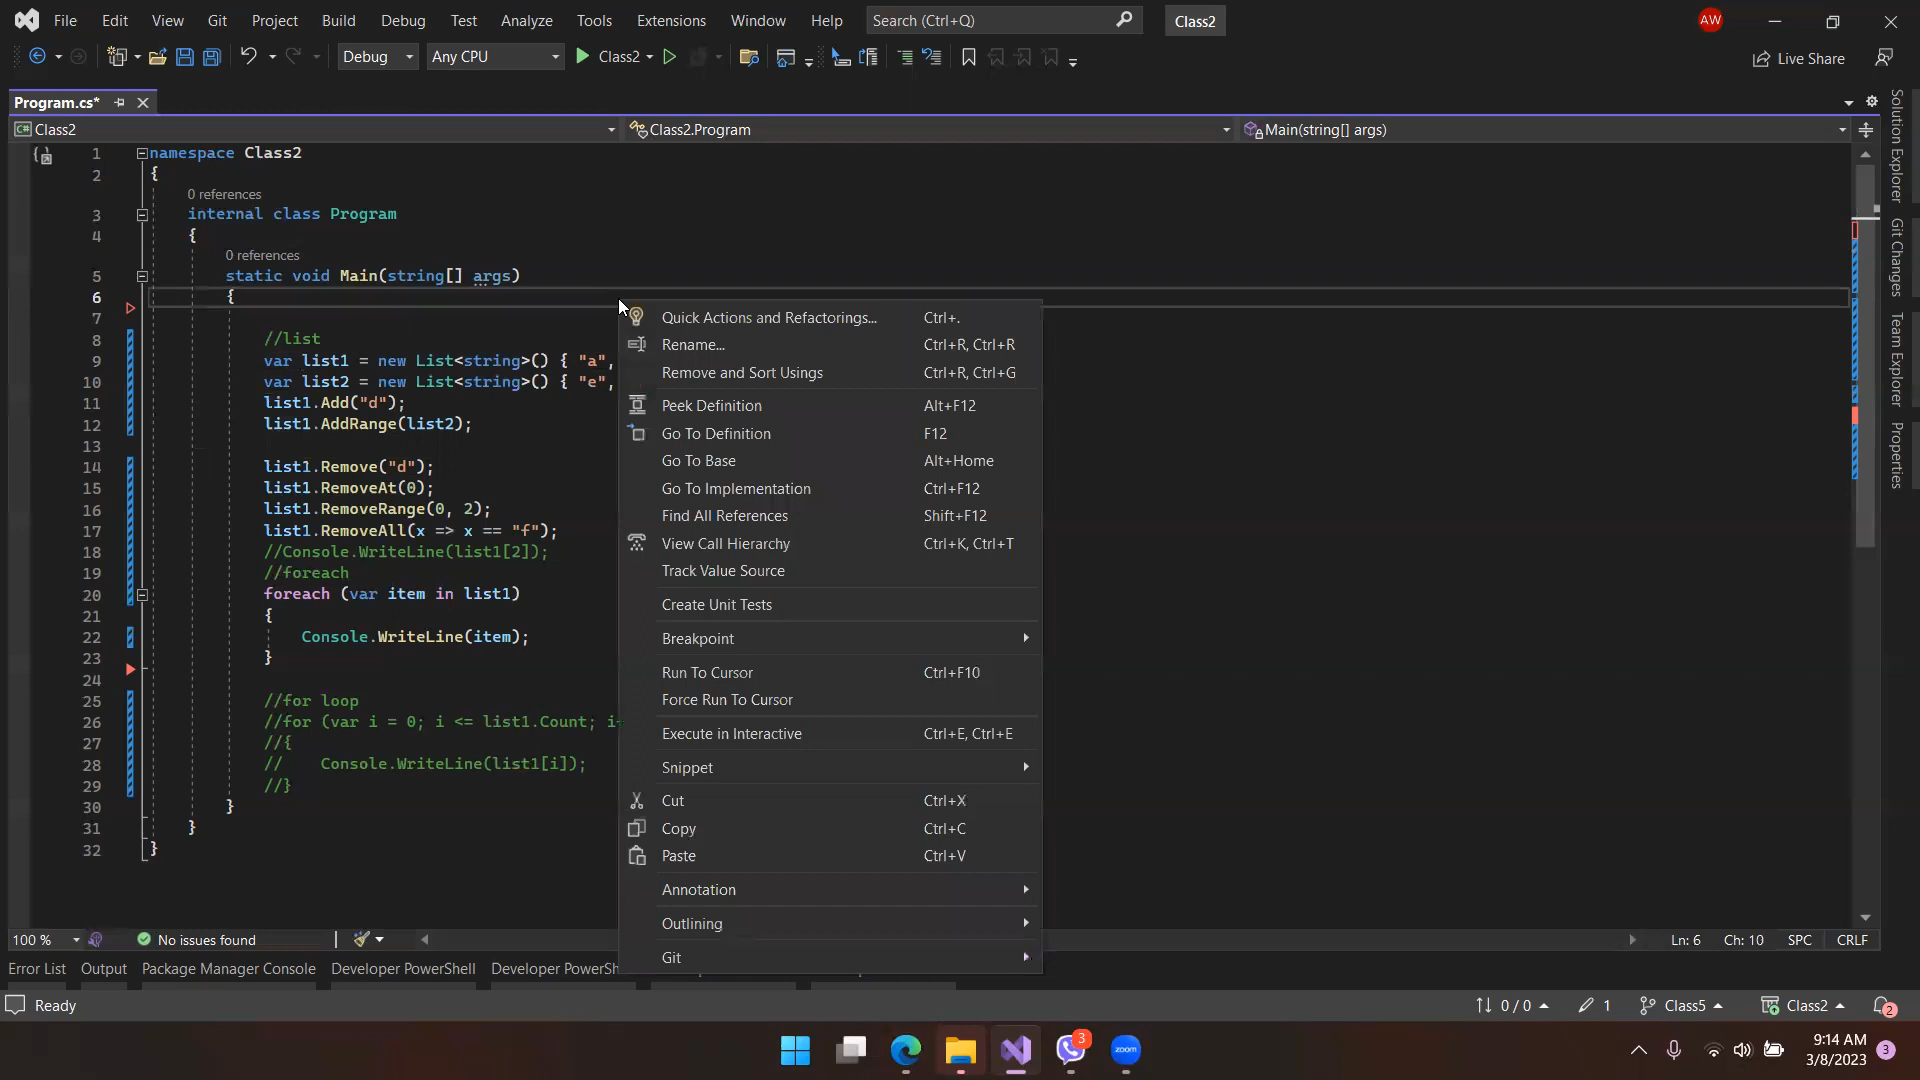 File Edit View Git Project Build Debug Test Analyze Tools Extensions Window Help Search (Ctrl+Q) Class2 AW
Debug Any CPU Class2 Live Share
Program.cs*
C# Class2 Class2.Program Main(string[] args)
1 namespace Class2
2 {
0 references
3 internal class Program
4 {
0 references
5 static void Main(string[] args)
6 {
7
8 //list
9 var list1 = new List<string>() { "a",
10 var list2 = new List<string>() { "e",
11 list1.Add("d");
12 list1.AddRange(list2);
13
14 list1.Remove("d");
15 list1.RemoveAt(0);
16 list1.RemoveRange(0, 2);
17 list1.RemoveAll(x => x == "f");
18 //Console.WriteLine(list1[2]);
19 //foreach
20 foreach (var item in list1)
21 {
22 Console.WriteLine(item);
23 }
24
25 //for loop
26 //for (var i = 0; i <= list1.Count; i
27 //{
28 // Console.WriteLine(list1[i]);
29 //}
30 }
31 }
32 }
Quick Actions and Refactorings... Ctrl+.
Rename... Ctrl+R, Ctrl+R
Remove and Sort Usings Ctrl+R, Ctrl+G
Peek Definition Alt+F12
Go To Definition F12
Go To Base Alt+Home
Go To Implementation Ctrl+F12
Find All References Shift+F12
View Call Hierarchy Ctrl+K, Ctrl+T
Track Value Source
Create Unit Tests
Breakpoint
Run To Cursor Ctrl+F10
Force Run To Cursor
Execute in Interactive Ctrl+E, Ctrl+E
Snippet
Cut Ctrl+X
Copy Ctrl+C
Paste Ctrl+V
Annotation
Outlining
Git
Solution Explorer
Git Changes
Team Explorer
Properties
100 % No issues found Ln: 6 Ch: 10 SPC CRLF
Error List Output Package Manager Console Developer PowerShell Developer PowerSh
Ready 0 / 0 1 Class5 Class2 2
3 zoom 9:14 AM
3/8/2023 3